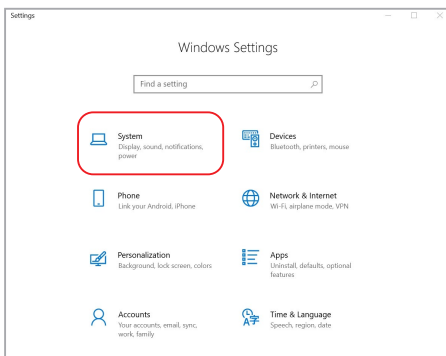 Settings
Windows Settings
Find a setting
System
Display, sound, notifications,
power
Devices
Bluetooth, printers, mouse
Phone
Link your Android, iPhone
Network & Internet
Wi-Fi, airplane mode, VPN
Personalization
Background, lock screen, colors
Apps
Uninstall, defaults, optional
features
Accounts
Your accounts, email, sync,
work, family
Time & Language
Speech, region, date